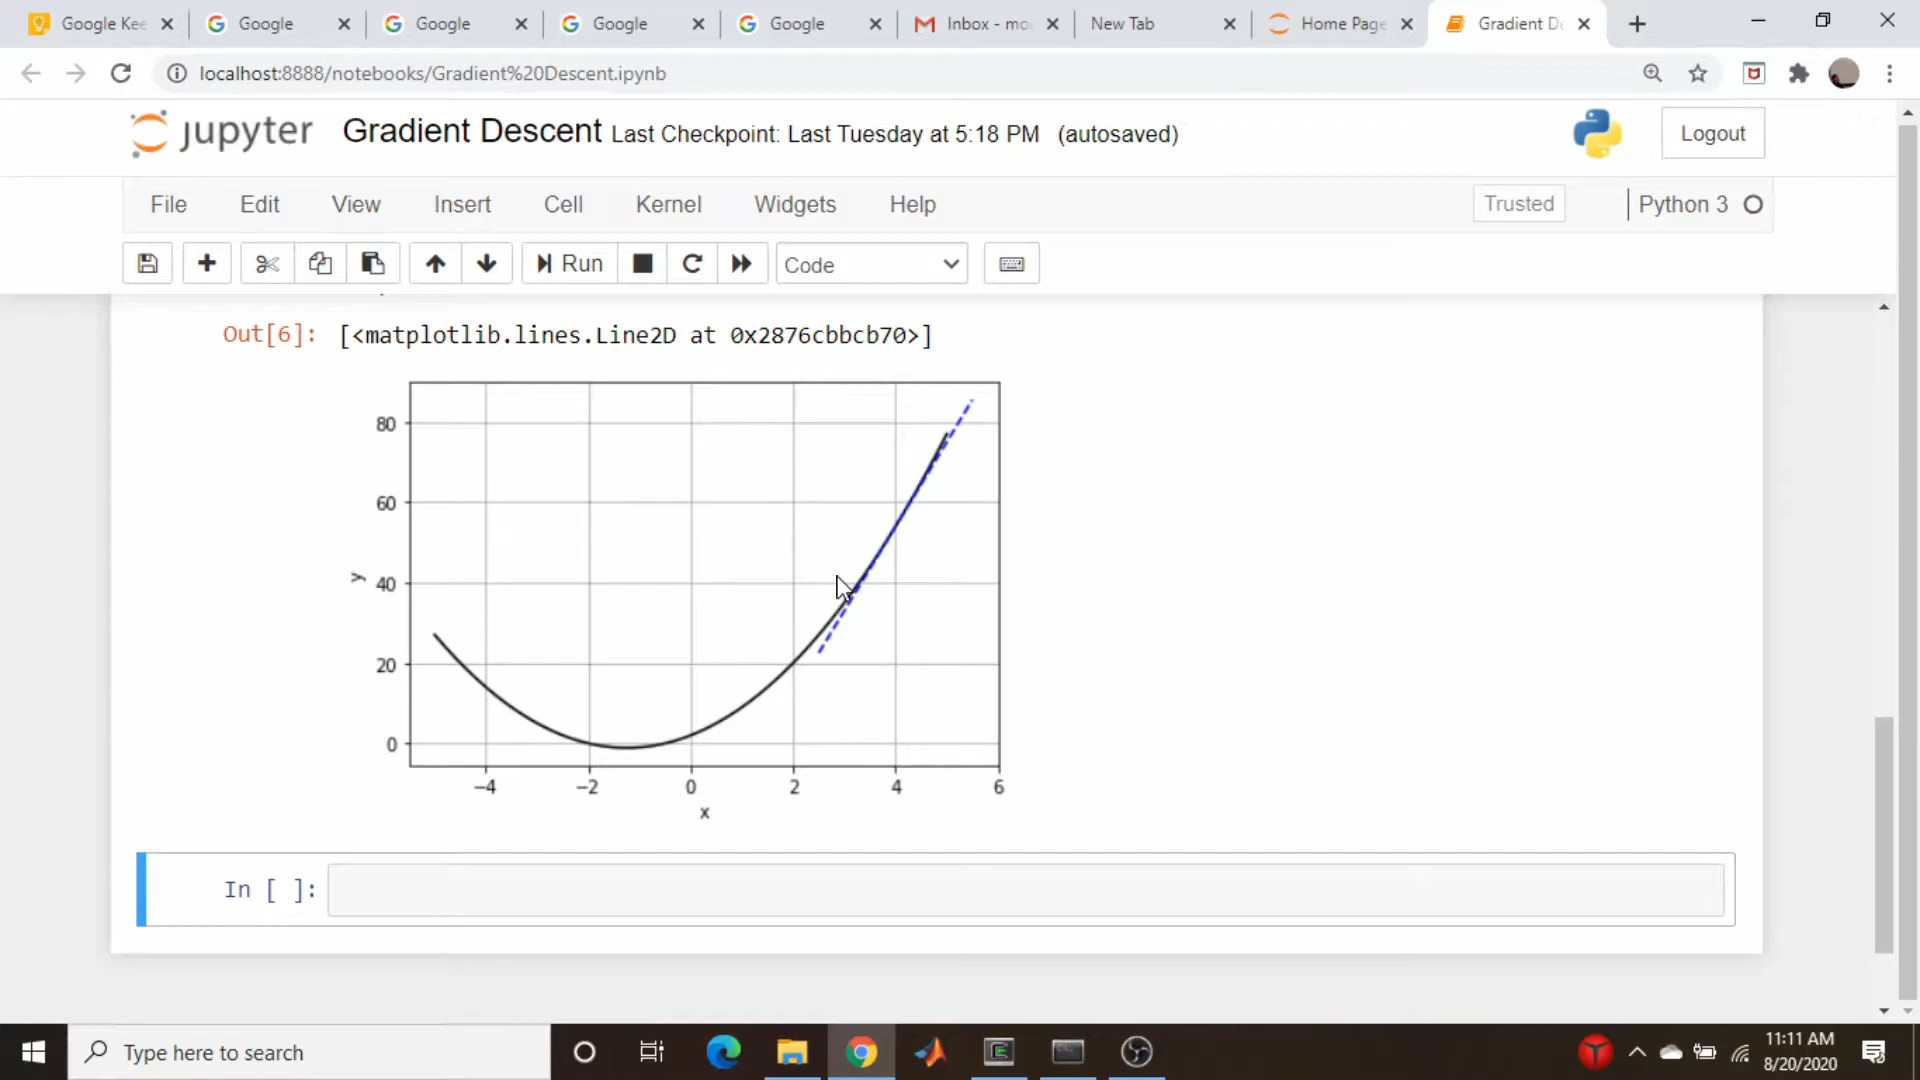 Google Kee
Google
Google
Google
Google
Inbox - mo
New Tab
Home Page
Gradient De
localhost:8888/notebooks/Gradient%20Descent.ipynb
jupyter Gradient Descent Last Checkpoint: Last Tuesday at 5:18 PM (autosaved)
Logout
File Edit View Insert Cell Kernel Widgets Help
Trusted
Python 3
Run
Code
Out[6]: [<matplotlib.lines.Line2D at 0x2876cbbcb70>]
80
60
40
20
0
y
−4 −2 0 2 4 6
x
In [ ]:
Type here to search
11:11 AM
8/20/2020